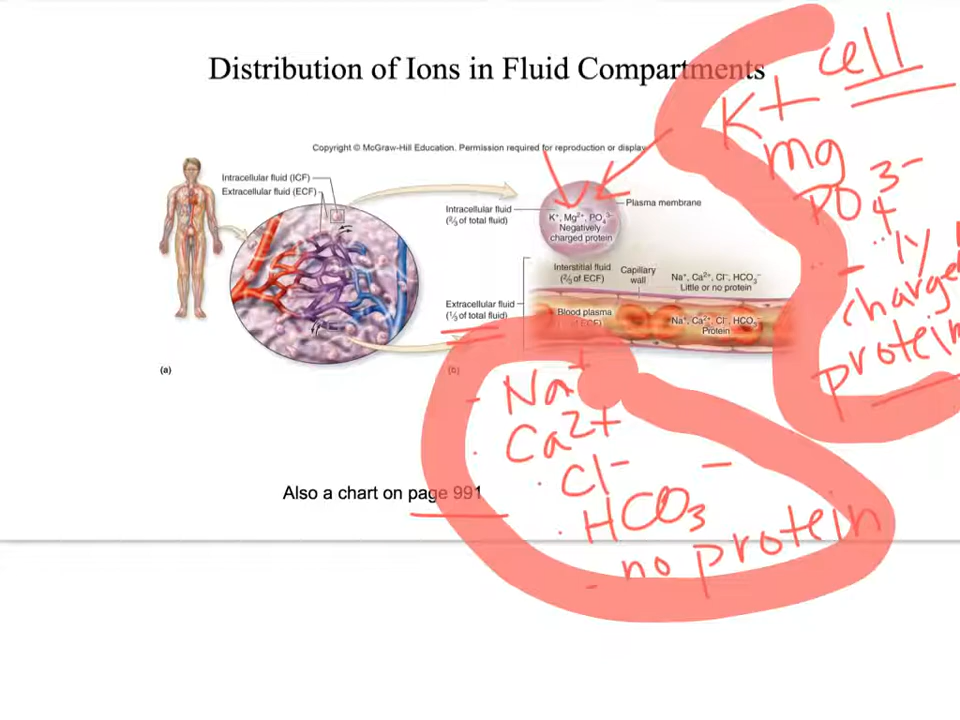 Distribution of Ions in Fluid Compartments
cell
K+
mg
PO4 3-
- ly
charged
protein
Copyright © McGraw-Hill Education. Permission required for reproduction or display
Intracellular fluid (ICF)
Extracellular fluid (ECF)
Intracellular fluid
(2/3 of total fluid)
Plasma membrane
K+, Mg2+, PO43–
Negatively
charged protein
Interstitial fluid
(2/3 of ECF)
Capillary
wall
Na+, Ca2+, Cl–, HCO3–
Little or no protein
Extracellular fluid
(1/3 of total fluid)
Blood plasma
of ECF)
Na+, Ca2+, Cl–, HCO3–
Protein
(a)
(b)
- Na+
· Ca2+
· Cl-
· HCO3-
- no protein
Also a chart on page 991